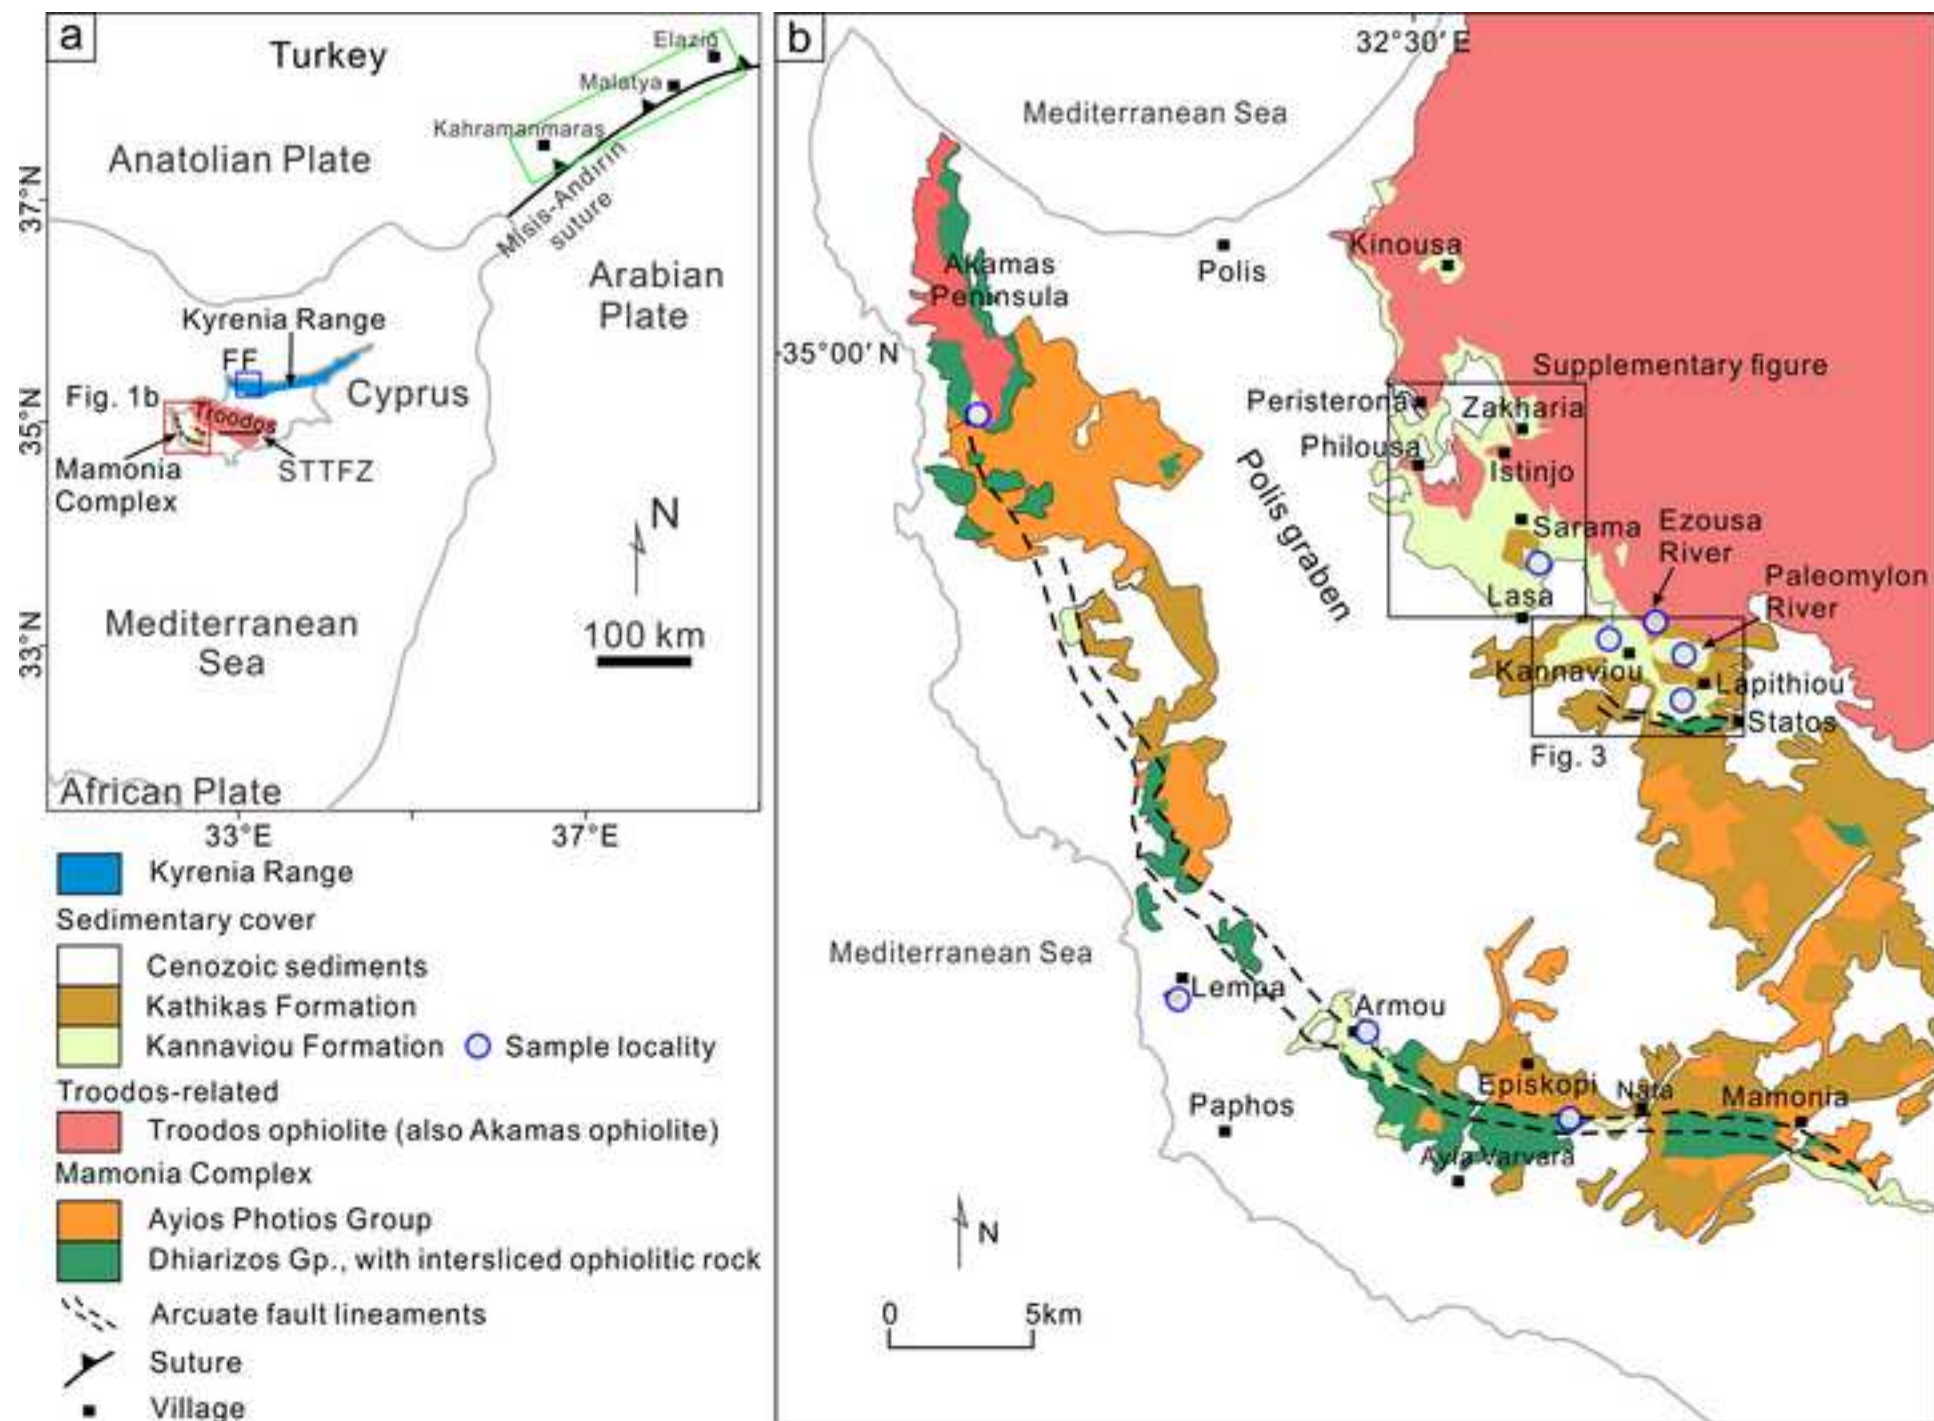 a
Turkey
Elazig
Malatya
Kahramanmaras
Anatolian Plate
Misis-Andirin
suture
37°N
Arabian
Plate
Kyrenia Range
FF
Fig. 1b
Cyprus
Troodos
35°N
Mamonia
Complex
STTFZ
N
Mediterranean
Sea
100 km
33°N
African Plate
33°E
37°E
Kyrenia Range
Sedimentary cover
Cenozoic sediments
Kathikas Formation
Kannaviou Formation
Sample locality
Troodos-related
Troodos ophiolite (also Akamas ophiolite)
Mamonia Complex
Ayios Photios Group
Dhiarizos Gp., with intersliced ophiolitic rock
Arcuate fault lineaments
Suture
Village
b
32°30′ E
Mediterranean Sea
Kinousa
Polis
Akamas
Peninsula
35°00′ N
Supplementary figure
Peristerona
Zakharia
Philousa
Istinjo
Polis graben
Sarama
Ezousa
River
Lasa
Paleomylon
River
Kannaviou
Lapithiou
Statos
Fig. 3
Mediterranean Sea
Lempa
Armou
Episkopi
Nata
Mamonia
Paphos
Ayia Varvara
N
0
5km